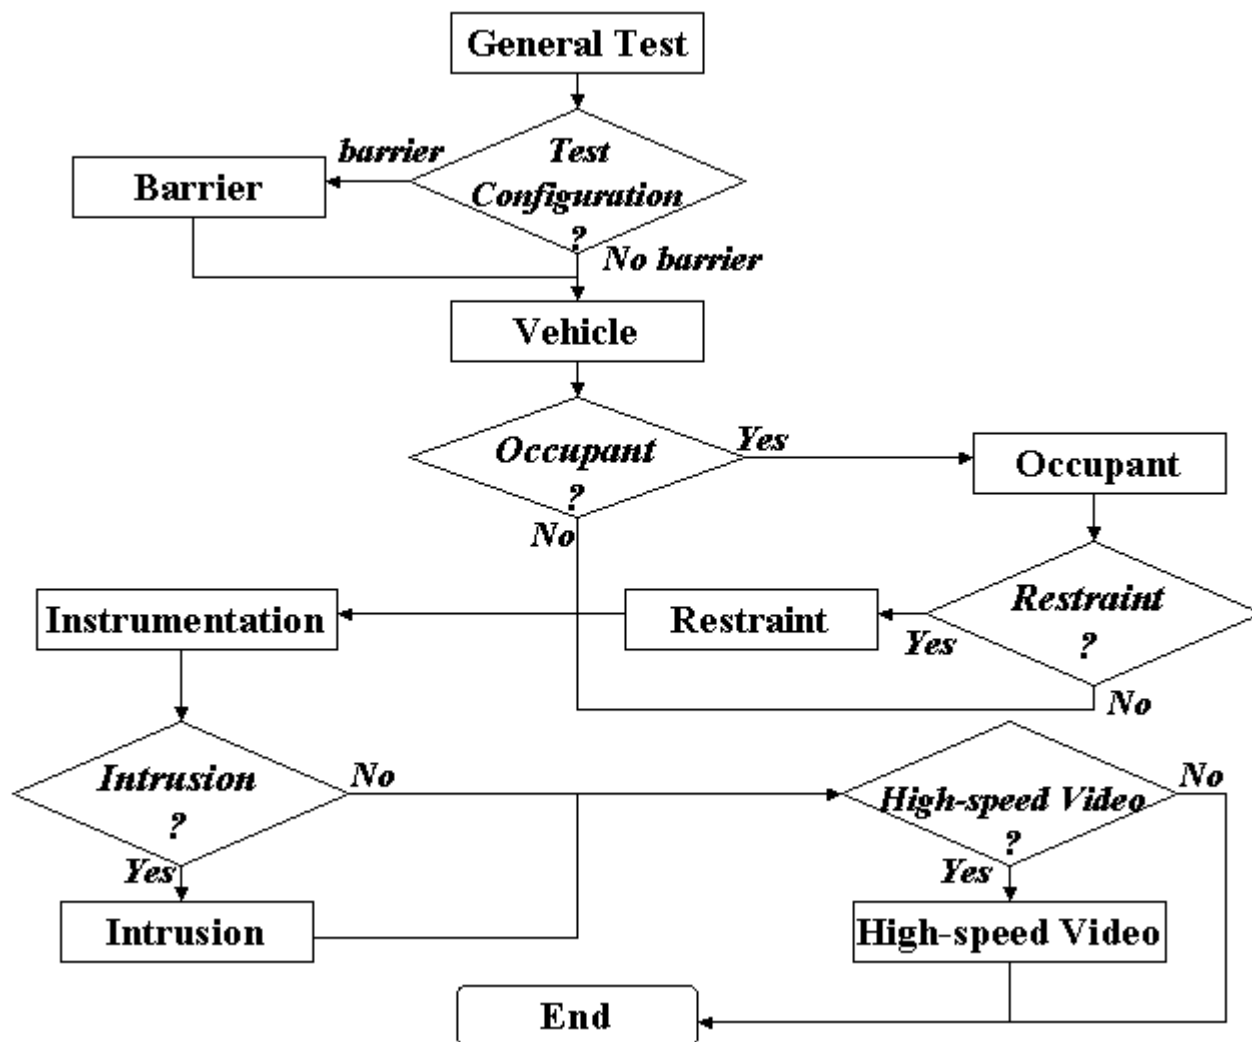 General Test
barrier
Test
Configuration
?
Barrier
No barrier
Vehicle
Occupant
?
Yes
Occupant
No
Instrumentation
Restraint
Yes
Restraint
?
No
Intrusion
?
No
High-speed Video
?
No
Yes
Yes
Intrusion
High-speed Video
End